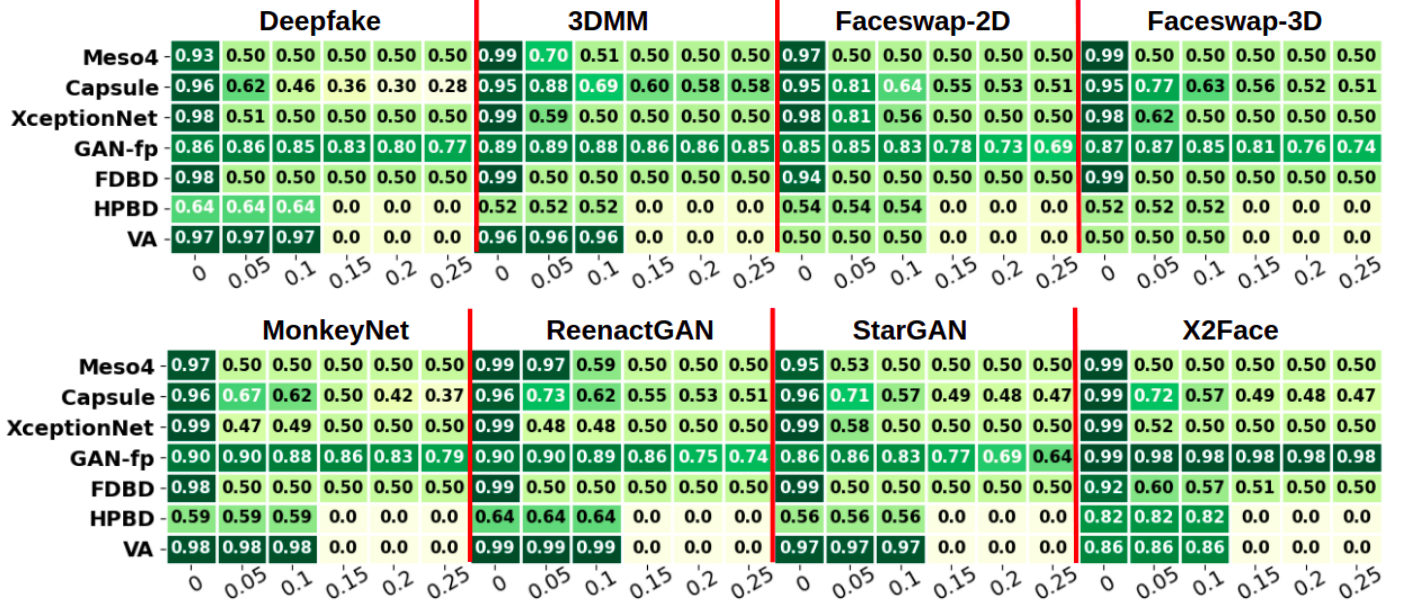 Deepfake 3DMM Faceswap-2D Faceswap-3D
Meso4 0.93 0.50 0.50 0.50 0.50 0.50 0.99 0.70 0.51 0.50 0.50 0.50 0.97 0.50 0.50 0.50 0.50 0.50 0.99 0.50 0.50 0.50 0.50 0.50
Capsule 0.96 0.62 0.46 0.36 0.30 0.28 0.95 0.88 0.69 0.60 0.58 0.58 0.95 0.81 0.64 0.55 0.53 0.51 0.95 0.77 0.63 0.56 0.52 0.51
XceptionNet 0.98 0.51 0.50 0.50 0.50 0.50 0.99 0.59 0.50 0.50 0.50 0.50 0.98 0.81 0.56 0.50 0.50 0.50 0.98 0.62 0.50 0.50 0.50 0.50
GAN-fp 0.86 0.86 0.85 0.83 0.80 0.77 0.89 0.89 0.88 0.86 0.86 0.85 0.85 0.85 0.83 0.78 0.73 0.69 0.87 0.87 0.85 0.81 0.76 0.74
FDBD 0.98 0.50 0.50 0.50 0.50 0.50 0.99 0.50 0.50 0.50 0.50 0.50 0.94 0.50 0.50 0.50 0.50 0.50 0.99 0.50 0.50 0.50 0.50 0.50
HPBD 0.64 0.64 0.64 0.0 0.0 0.0 0.52 0.52 0.52 0.0 0.0 0.0 0.54 0.54 0.54 0.0 0.0 0.0 0.52 0.52 0.52 0.0 0.0 0.0
VA 0.97 0.97 0.97 0.0 0.0 0.0 0.96 0.96 0.96 0.0 0.0 0.0 0.50 0.50 0.50 0.0 0.0 0.0 0.50 0.50 0.50 0.0 0.0 0.0
0 0.05 0.1 0.15 0.2 0.25 0 0.05 0.1 0.15 0.2 0.25 0 0.05 0.1 0.15 0.2 0.25 0 0.05 0.1 0.15 0.2 0.25
MonkeyNet ReenactGAN StarGAN X2Face
Meso4 0.97 0.50 0.50 0.50 0.50 0.50 0.99 0.97 0.59 0.50 0.50 0.50 0.95 0.53 0.50 0.50 0.50 0.50 0.99 0.50 0.50 0.50 0.50 0.50
Capsule 0.96 0.67 0.62 0.50 0.42 0.37 0.96 0.73 0.62 0.55 0.53 0.51 0.96 0.71 0.57 0.49 0.48 0.47 0.99 0.72 0.57 0.49 0.48 0.47
XceptionNet 0.99 0.47 0.49 0.50 0.50 0.50 0.99 0.48 0.48 0.50 0.50 0.50 0.99 0.58 0.50 0.50 0.50 0.50 0.99 0.52 0.50 0.50 0.50 0.50
GAN-fp 0.90 0.90 0.88 0.86 0.83 0.79 0.90 0.90 0.89 0.86 0.75 0.74 0.86 0.86 0.83 0.77 0.69 0.64 0.99 0.98 0.98 0.98 0.98 0.98
FDBD 0.98 0.50 0.50 0.50 0.50 0.50 0.99 0.50 0.50 0.50 0.50 0.50 0.99 0.50 0.50 0.50 0.50 0.50 0.92 0.60 0.57 0.51 0.50 0.50
HPBD 0.59 0.59 0.59 0.0 0.0 0.0 0.64 0.64 0.64 0.0 0.0 0.0 0.56 0.56 0.56 0.0 0.0 0.0 0.82 0.82 0.82 0.0 0.0 0.0
VA 0.98 0.98 0.98 0.0 0.0 0.0 0.99 0.99 0.99 0.0 0.0 0.0 0.97 0.97 0.97 0.0 0.0 0.0 0.86 0.86 0.86 0.0 0.0 0.0
0 0.05 0.1 0.15 0.2 0.25 0 0.05 0.1 0.15 0.2 0.25 0 0.05 0.1 0.15 0.2 0.25 0 0.05 0.1 0.15 0.2 0.25